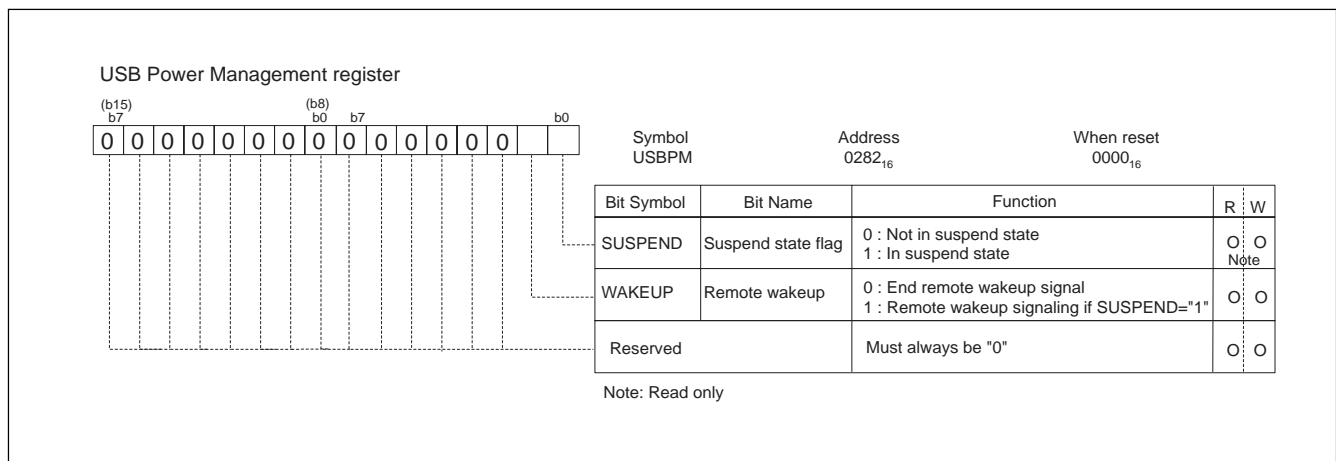 USB Power Management register
(b15) (b8)
b7 b0 b7 b0
0 0 0 0 0 0 0 0 0 0 0 0 0 0
Symbol Address When reset
USBPM 0282₁₆ 0000₁₆
Bit Symbol Bit Name Function R W
SUSPEND Suspend state flag 0 : Not in suspend state O O
1 : In suspend state Note
WAKEUP Remote wakeup 0 : End remote wakeup signal O O
1 : Remote wakeup signaling if SUSPEND="1"
Reserved Must always be "0" O O
Note: Read only